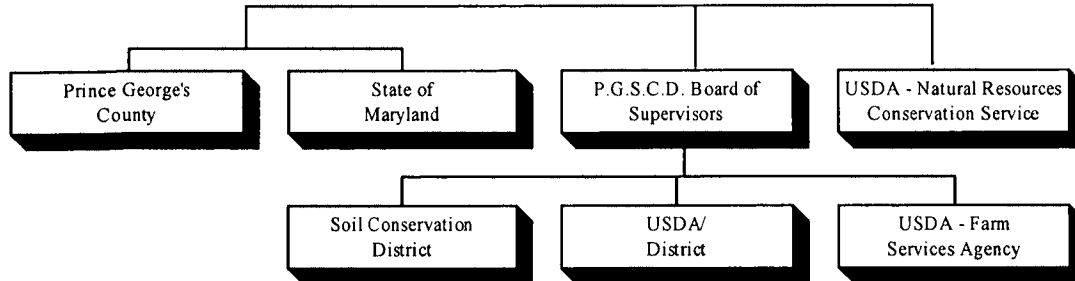 Prince George's
County
State of
Maryland
P.G.S.C.D. Board of
Supervisors
USDA - Natural Resources
Conservation Service
Soil Conservation
District
USDA/
District
USDA - Farm
Services Agency